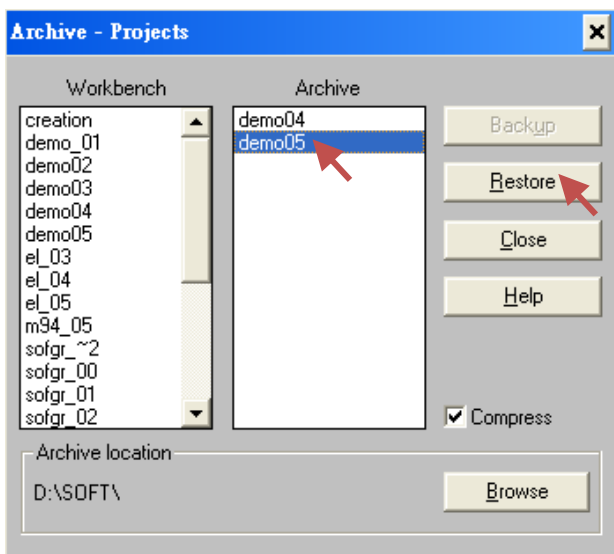 Archive - Projects
Workbench
Archive
creation
demo_01
demo02
demo03
demo04
demo05
el_03
el_04
el_05
m94_05
sofgr_~2
sofgr_00
sofgr_01
sofgr_02
demo04
demo05
Backup
Restore
Close
Help
Compress
Archive location
D:\SOFT\
Browse